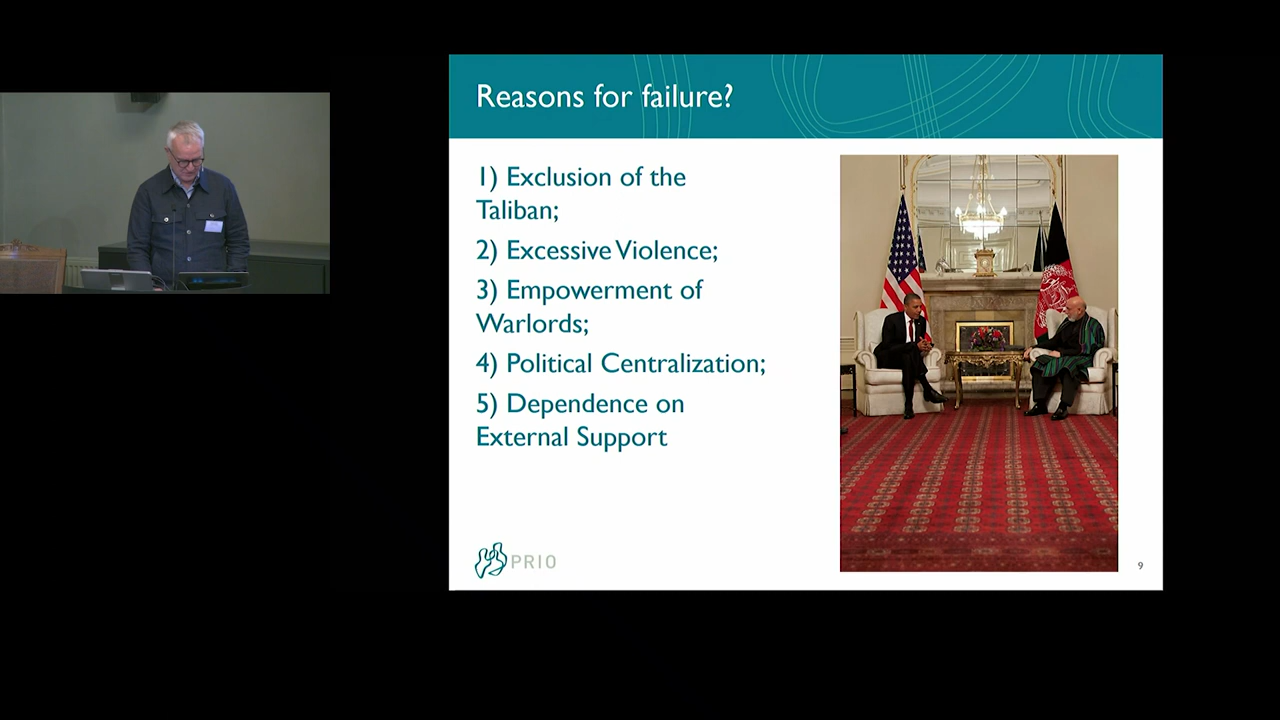 Reasons for failure?
1) Exclusion of the
Taliban;
2) Excessive Violence;
3) Empowerment of
Warlords;
4) Political Centralization;
5) Dependence on
External Support
PRIO
9